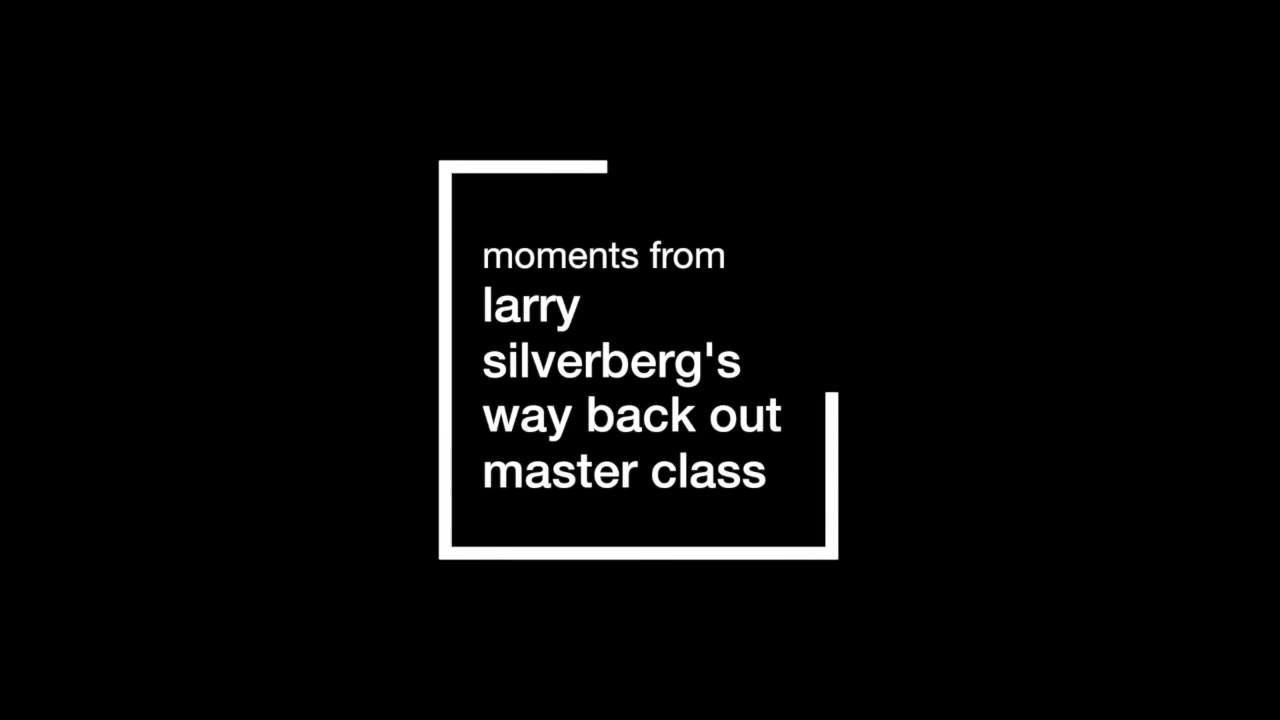 moments from
larry
silverberg's
way back out
master class